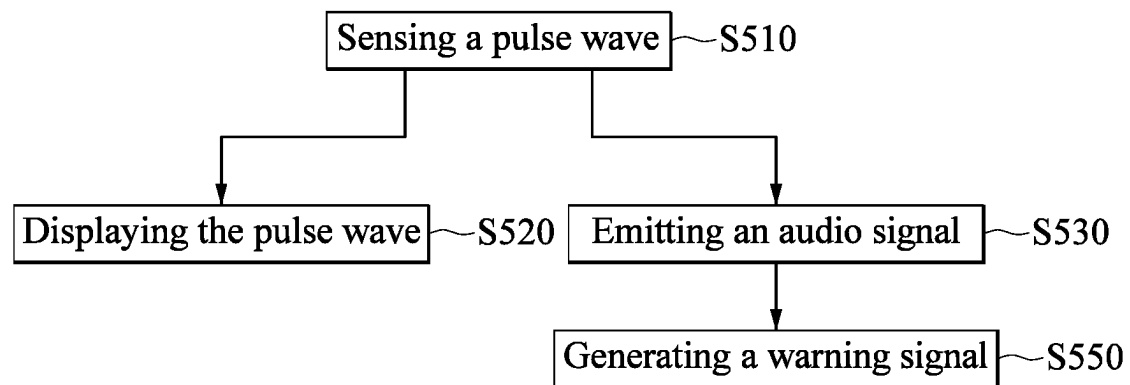 Sensing a pulse wave S510
Displaying the pulse wave S520
Emitting an audio signal S530
Generating a warning signal S550